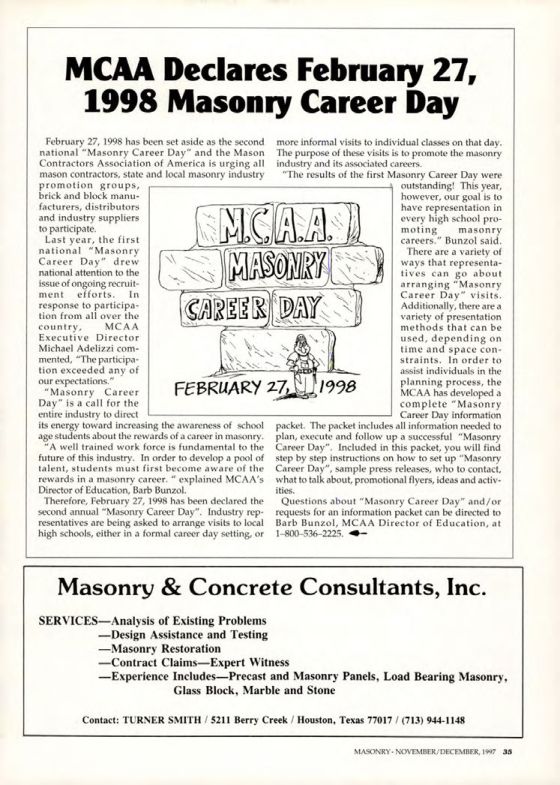 MCAA Declares February 27,
1998 Masonry Career Day
February 27, 1998 has been set aside as the second
national "Masonry Career Day" and the Mason
Contractors Association of America is urging all
mason contractors, state and local masonry industry
promotion groups,
brick and block manu-
facturers, distributors
and industry suppliers
to participate.
Last year, the first
national "Masonry
Career Day" drew
national attention to the
issue of ongoing recruit-
ment efforts. In
response to participa-
tion from all over the
country, MCAA
Executive Director
Michael Adelizzi com-
mented, "The participa-
tion exceeded any of
our expectations."
"Masonry Career
Day" is a call for the
entire industry to direct
its energy toward increasing the awareness of school
age students about the rewards of a career in masonry.
"A well trained work force is fundamental to the
future of this industry. In order to develop a pool of
talent, students must first become aware of the
rewards in a masonry career. " explained MCAA's
Director of Education, Barb Bunzol.
Therefore, February 27, 1998 has been declared the
second annual "Masonry Career Day". Industry rep-
resentatives are being asked to arrange visits to local
high schools, either in a formal career day setting, or
M.C.A.A.
MASONRY
CAREER DAY
FEBRUARY 27, 1998
more informal visits to individual classes on that day.
The purpose of these visits is to promote the masonry
industry and its associated careers.
"The results of the first Masonry Career Day were
outstanding! This year,
however, our goal is to
have representation in
every high school pro-
moting masonry
careers." Bunzol said.
There are a variety of
ways that representa-
tives can go about
arranging "Masonry
Career Day" visits.
Additionally, there are a
variety of presentation
methods that can be
used, depending on
time and space con-
straints. In order to
assist individuals in the
planning process, the
MCAA has developed a
complete "Masonry
Career Day information
packet. The packet includes all information needed to
plan, execute and follow up a successful "Masonry
Career Day". Included in this packet, you will find
step by step instructions on how to set up "Masonry
Career Day", sample press releases, who to contact,
what to talk about, promotional flyers, ideas and activ-
ities.
Questions about "Masonry Career Day" and/or
requests for an information packet can be directed to
Barb Bunzol, MCAA Director of Education, at
1-800-536-2225.
Masonry & Concrete Consultants, Inc.
SERVICES—Analysis of Existing Problems
—Design Assistance and Testing
—Masonry Restoration
—Contract Claims—Expert Witness
—Experience Includes—Precast and Masonry Panels, Load Bearing Masonry,
Glass Block, Marble and Stone
Contact: TURNER SMITH / 5211 Berry Creek / Houston, Texas 77017 / (713) 944-1148
MASONRY - NOVEMBER/DECEMBER, 1997 35